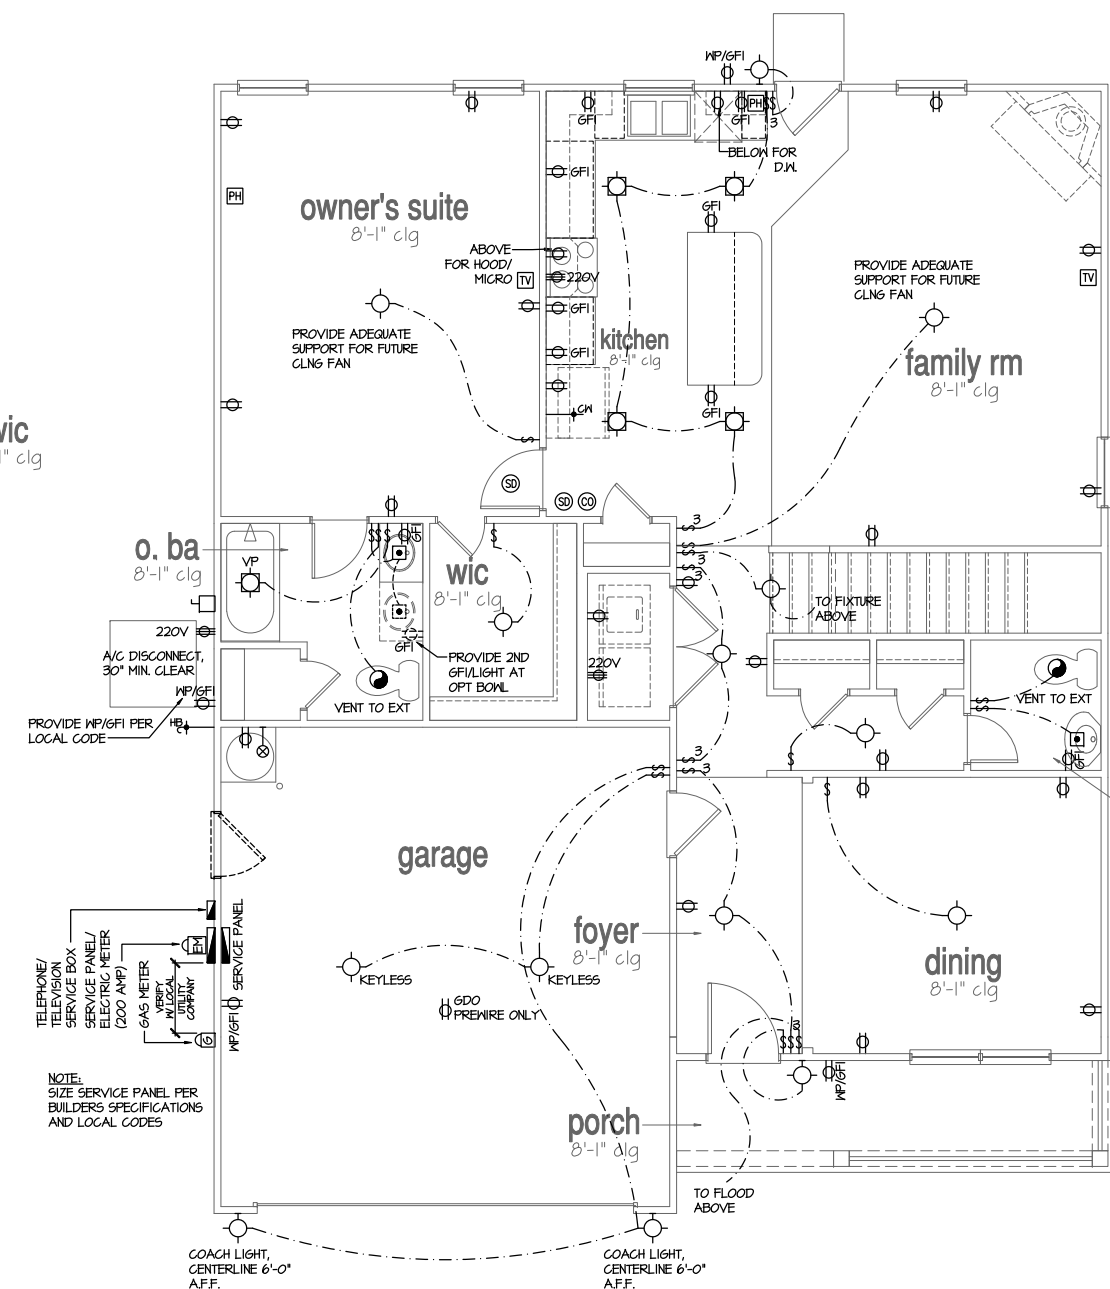 WP/GFI
GFI
GFI
PH
3
BELOW FOR
D.W.
GFI
PH
owner's suite
8'-1" clg
GFI
ABOVE
FOR HOOD/
MICRO
TV
220V
PROVIDE ADEQUATE
SUPPORT FOR FUTURE
CLNG FAN
TV
GFI
PROVIDE ADEQUATE
SUPPORT FOR FUTURE
CLNG FAN
kitchen
8'-1" clg
GFI
family rm
8'-1" clg
GFI
CW
wic
1" clg
SD
SD
CO
3
GFI
o. ba
8'-1" clg
VP
wic
8'-1" clg
3
3
TO FIXTURE
ABOVE
220V
GFI
A/C DISCONNECT,
30" MIN. CLEAR
PROVIDE 2ND
GFI/LIGHT AT
OPT BOWL
220V
WP/GFI
VENT TO EXT
VENT TO EXT
PROVIDE WP/GFI PER
LOCAL CODE
HB
C
GFI
3
3
garage
foyer
8'-1" clg
dining
8'-1" clg
TELEPHONE/
TELEVISION
SERVICE BOX
SERVICE PANEL/
ELECTRIC METER
(200 AMP)
GAS METER
VERIFY
W/ LOCAL
UTILITY
COMPANY
EM
G
SERVICE PANEL
WP/GFI
KEYLESS
KEYLESS
GDO
PREWIRE ONLY
3
WP/GFI
NOTE:
SIZE SERVICE PANEL PER
BUILDERS SPECIFICATIONS
AND LOCAL CODES
porch
8'-1" clg
TO FLOOD
ABOVE
COACH LIGHT,
CENTERLINE 6'-0"
A.F.F.
COACH LIGHT,
CENTERLINE 6'-0"
A.F.F.